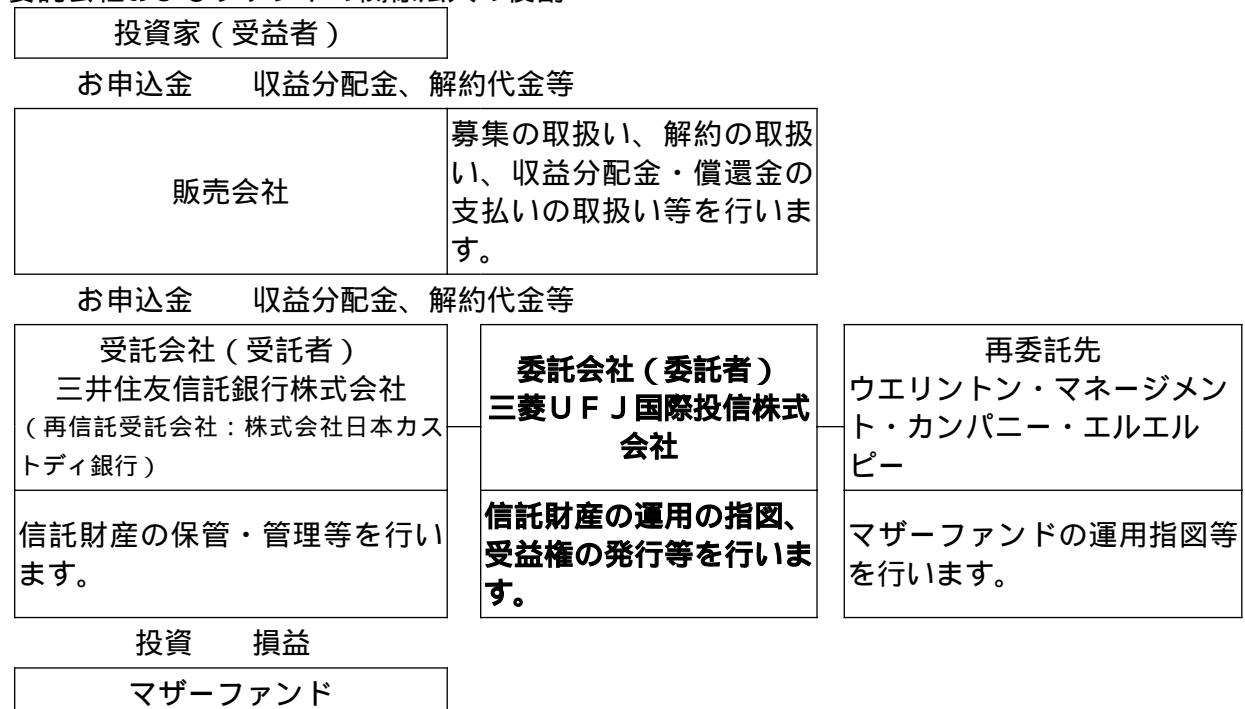 投資家（受益者）
お申込金　　収益分配金、解約代金等
販売会社
募集の取扱い、解約の取扱
い、収益分配金・償還金の
支払いの取扱い等を行いま
す。
お申込金　　収益分配金、解約代金等
受託会社（受託者）
三井住友信託銀行株式会社
（再信託受託会社：株式会社日本カス
トディ銀行）
委託会社（委託者）
三菱ＵＦＪ国際投信株式
会社
再委託先
ウエリントン・マネージメン
ト・カンパニー・エルエル
ピー
信託財産の保管・管理等を行い
ます。
信託財産の運用の指図、
受益権の発行等を行いま
す。
マザーファンドの運用指図等
を行います。
投資　　損益
マザーファンド